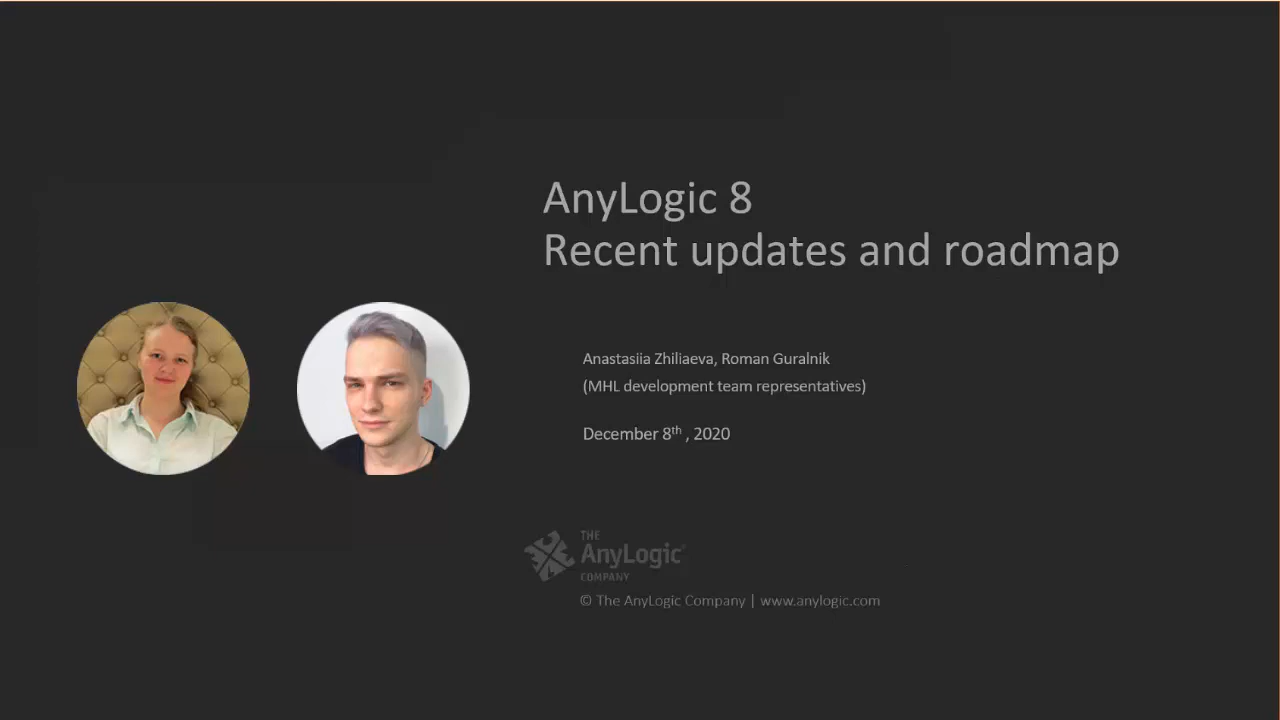 AnyLogic 8
Recent updates and roadmap
Anastasiia Zhiliaeva, Roman Guralnik
(MHL development team representatives)
December 8th , 2020
THE
AnyLogic®
COMPANY
© The AnyLogic Company | www.anylogic.com